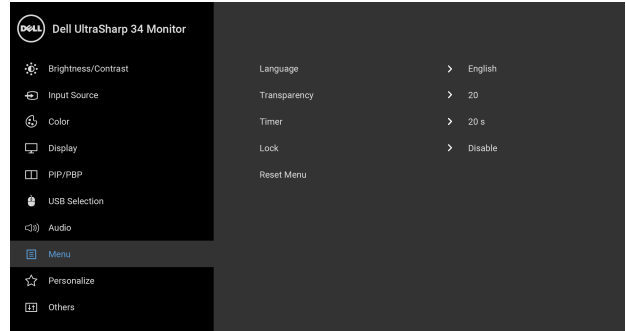 DELL Dell UltraSharp 34 Monitor
Brightness/Contrast
Input Source
Color
Display
PIP/PBP
USB Selection
Audio
Menu
Personalize
Others
Language > English
Transparency > 20
Timer > 20 s
Lock > Disable
Reset Menu